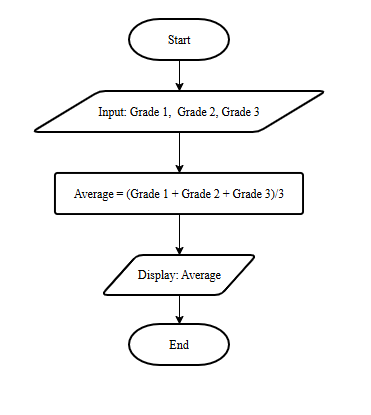 Start
Input: Grade 1, Grade 2, Grade 3
Average = (Grade 1 + Grade 2 + Grade 3)/3
Display: Average
End